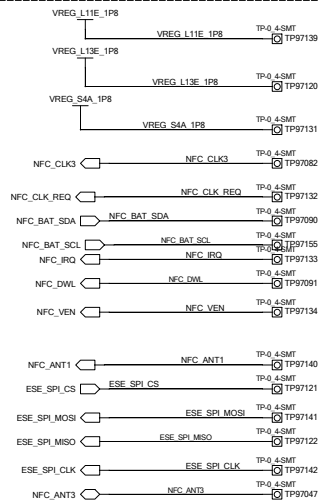 VREG_L11E_1P8
TP-0_4-SMT
VREG_L11E_1P8
TP97139
VREG_L13E_1P8
TP-0_4-SMT
VREG_L13E_1P8
TP97120
VREG_S4A_1P8
TP-0_4-SMT
VREG_S4A_1P8
TP97131
TP-0_4-SMT
NFC_CLK3
NFC_CLK3
TP97082
TP-0_4-SMT
NFC_CLK_REQ
NFC_CLK_REQ
TP97132
TP-0_4-SMT
NFC_BAT_SDA
NFC_BAT_SDA
TP97090
TP-0_4-SMT
NFC_BAT_SCL
NFC_BAT_SCL
TP97155
TP-0_4-SMT
NFC_IRQ
NFC_IRQ
TP97133
TP-0_4-SMT
NFC_DWL
NFC_DWL
TP97091
TP-0_4-SMT
NFC_VEN
NFC_VEN
TP97134
TP-0_4-SMT
NFC_ANT1
NFC_ANT1
TP97140
TP-0_4-SMT
ESE_SPI_CS
ESE_SPI_CS
TP97121
TP-0_4-SMT
ESE_SPI_MOSI
ESE_SPI_MOSI
TP97141
TP-0_4-SMT
ESE_SPI_MISO
ESE_SPI_MISO
TP97122
TP-0_4-SMT
ESE_SPI_CLK
ESE_SPI_CLK
TP97142
TP-0_4-SMT
NFC_ANT3
NFC_ANT3
TP97047